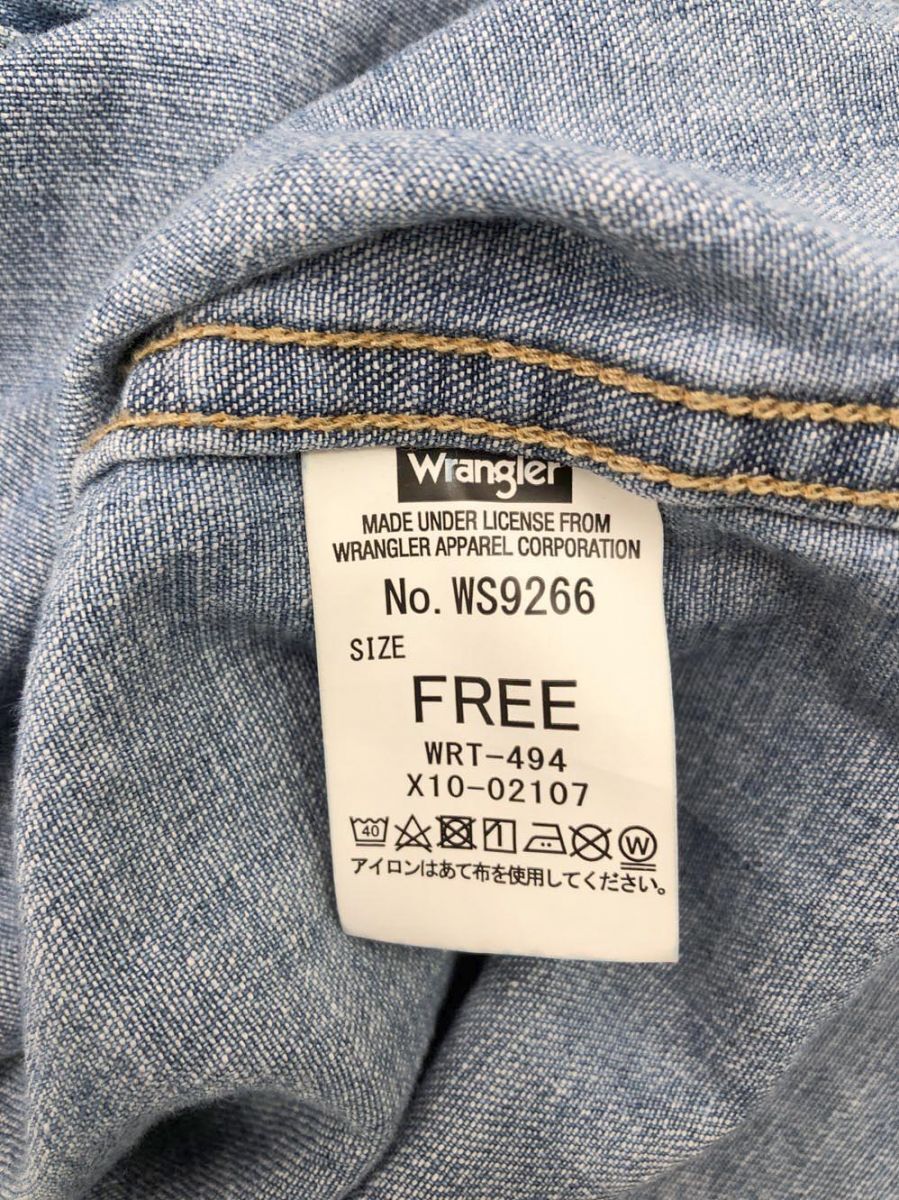 Wrangler
MADE UNDER LICENSE FROM
WRANGLER APPAREL CORPORATION
No. WS9266
SIZE
FREE
WRT-494
X10-02107
40 W
アイロンはあて布を使用してください。